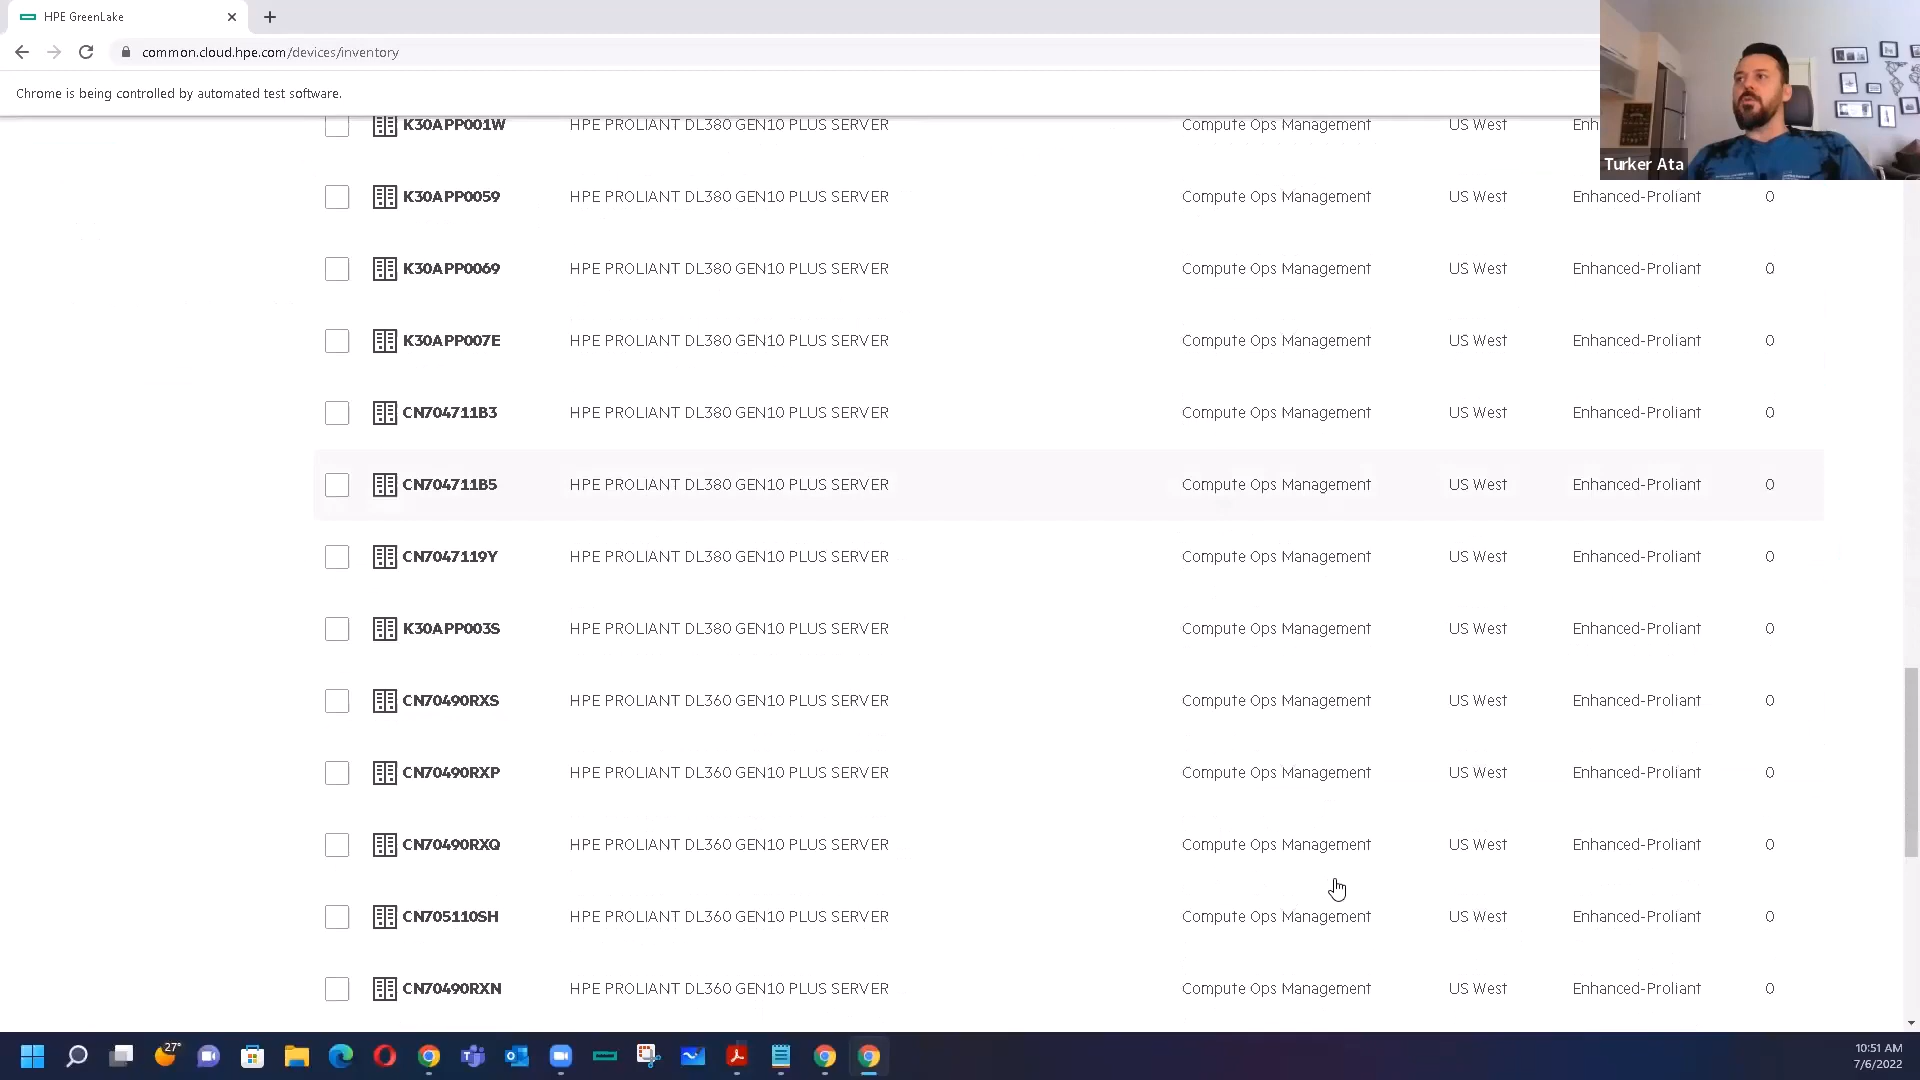 HPE GreenLake
common.cloud.hpe.com/devices/inventory
Chrome is being controlled by automated test software.
K30APP001W HPE PROLIANT DL380 GEN10 PLUS SERVER Compute Ops Management US West Enh
Turker Ata
K30APP0059 HPE PROLIANT DL380 GEN10 PLUS SERVER Compute Ops Management US West Enhanced-Proliant 0
K30APP0069 HPE PROLIANT DL380 GEN10 PLUS SERVER Compute Ops Management US West Enhanced-Proliant 0
K30APP007E HPE PROLIANT DL380 GEN10 PLUS SERVER Compute Ops Management US West Enhanced-Proliant 0
CN704711B3 HPE PROLIANT DL380 GEN10 PLUS SERVER Compute Ops Management US West Enhanced-Proliant 0
CN704711B5 HPE PROLIANT DL380 GEN10 PLUS SERVER Compute Ops Management US West Enhanced-Proliant 0
CN7047119Y HPE PROLIANT DL380 GEN10 PLUS SERVER Compute Ops Management US West Enhanced-Proliant 0
K30APP003S HPE PROLIANT DL380 GEN10 PLUS SERVER Compute Ops Management US West Enhanced-Proliant 0
CN70490RXS HPE PROLIANT DL360 GEN10 PLUS SERVER Compute Ops Management US West Enhanced-Proliant 0
CN70490RXP HPE PROLIANT DL360 GEN10 PLUS SERVER Compute Ops Management US West Enhanced-Proliant 0
CN70490RXQ HPE PROLIANT DL360 GEN10 PLUS SERVER Compute Ops Management US West Enhanced-Proliant 0
CN705110SH HPE PROLIANT DL360 GEN10 PLUS SERVER Compute Ops Management US West Enhanced-Proliant 0
CN70490RXN HPE PROLIANT DL360 GEN10 PLUS SERVER Compute Ops Management US West Enhanced-Proliant 0
27°
10:51 AM
7/6/2022